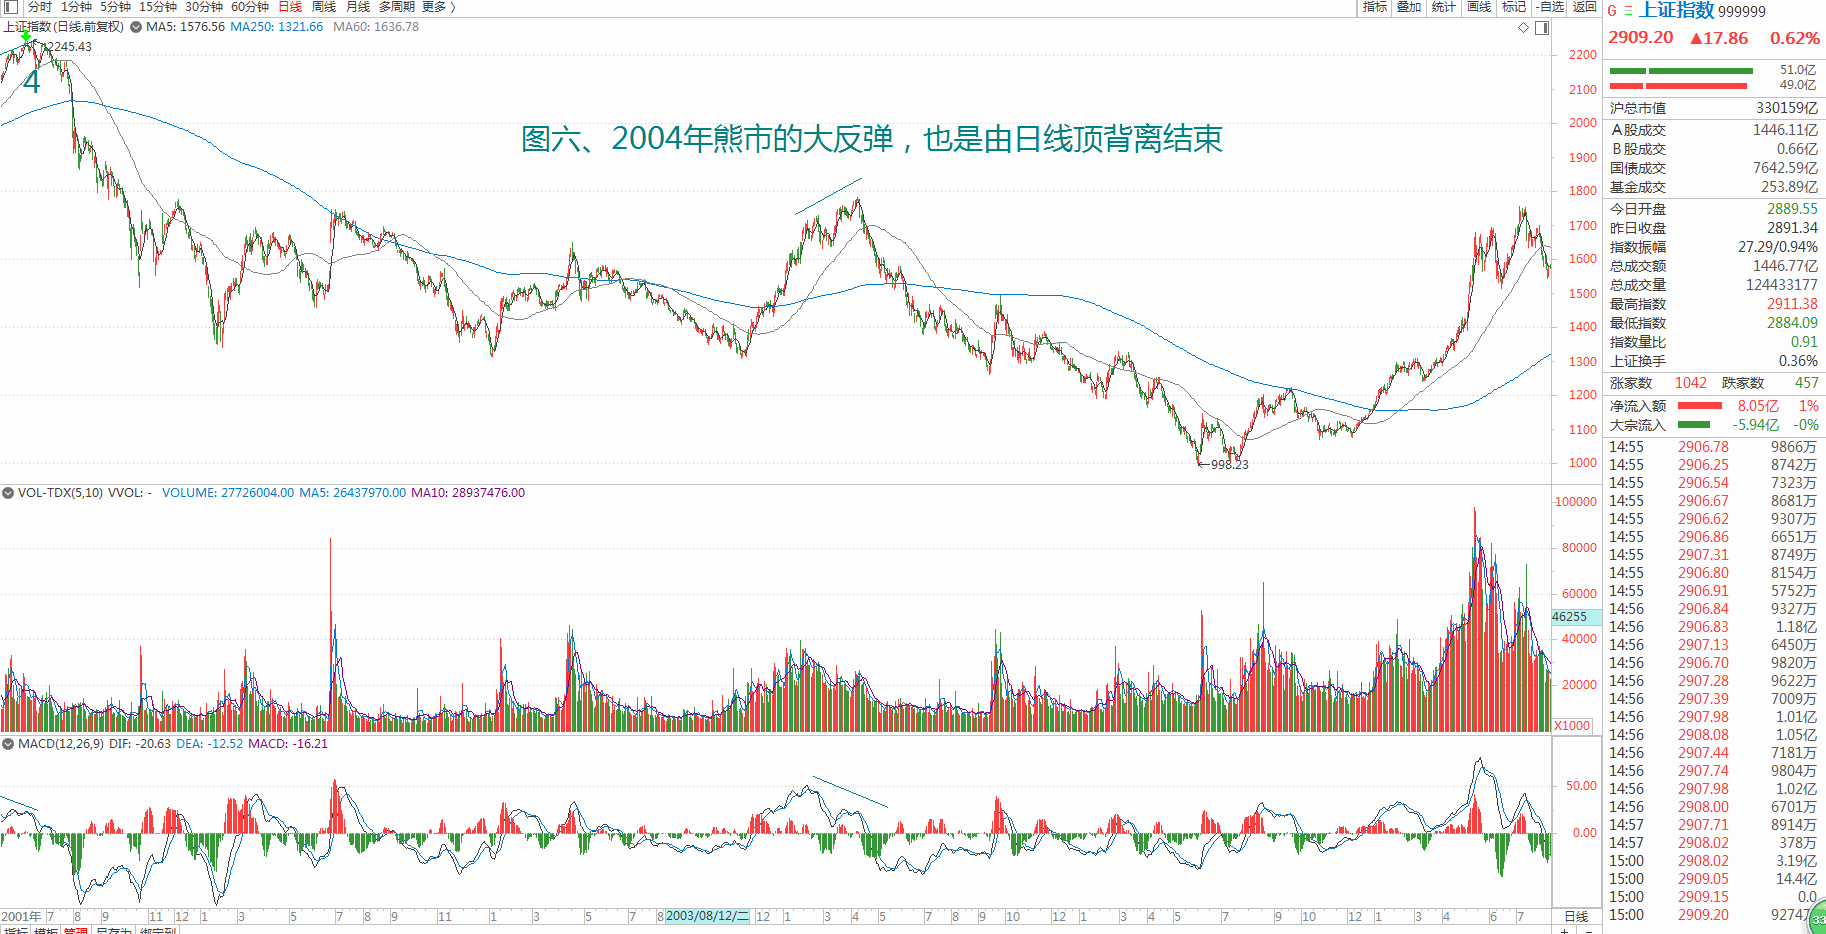 分时 1分钟 5分钟 15分钟 30分钟 60分钟 日线 周线 月线 多周期 更多 〉 指标 叠加 统计 画线 标记 -自选 返回
上证指数(日线,前复权) MA5: 1576.56 MA250: 1321.66 MA60: 1636.78
2245.43
4
图六、2004年熊市的大反弹，也是由日线顶背离结束
←998.23
2200
2100
2000
1900
1800
1700
1600
1500
1400
1300
1200
1100
1000
VOL-TDX(5,10) VVOL: - VOLUME: 27726004.00 MA5: 26437970.00 MA10: 28937476.00
100000
80000
60000
46255
40000
20000
X1000
MACD(12,26,9) DIF: -20.63 DEA: -12.52 MACD: -16.21
50.00
0.00
2001年 7 8 9 11 12 1 3 5 7 8 9 11 1 3 5 7 8 2003/08/12/二 12 1 3 4 5 7 8 9 10 12 1 3 4 5 7 9 10 12 1 3 4 6 7 日线
指标 模板 管理 另存为 绑定到
G 上证指数 999999
2909.20 ▲17.86 0.62%
51.0亿
49.0亿
沪总市值 330159亿
A股成交 1446.11亿
B股成交 0.66亿
国债成交 7642.59亿
基金成交 253.89亿
今日开盘 2889.55
昨日收盘 2891.34
指数振幅 27.29/0.94%
总成交额 1446.77亿
总成交量 124433177
最高指数 2911.38
最低指数 2884.09
指数量比 0.91
上证换手 0.36%
涨家数 1042 跌家数 457
净流入额 8.05亿 1%
大宗流入 -5.94亿 -0%
14:55 2906.78 9866万
14:55 2906.25 8742万
14:55 2906.54 7323万
14:55 2906.67 8681万
14:55 2906.62 9307万
14:55 2906.86 6651万
14:55 2907.31 8749万
14:55 2906.80 8154万
14:55 2906.91 5752万
14:56 2906.84 9327万
14:56 2906.83 1.18亿
14:56 2907.13 6450万
14:56 2906.70 9820万
14:56 2907.28 9622万
14:56 2907.39 7009万
14:56 2907.98 1.01亿
14:56 2908.08 1.05亿
14:56 2907.44 7181万
14:56 2907.74 9804万
14:56 2907.98 1.02亿
14:56 2908.00 6701万
14:57 2907.71 8914万
14:57 2908.02 378万
15:00 2908.02 3.19亿
15:00 2909.05 14.4亿
15:00 2909.15 0.0
15:00 2909.20 9274万
33